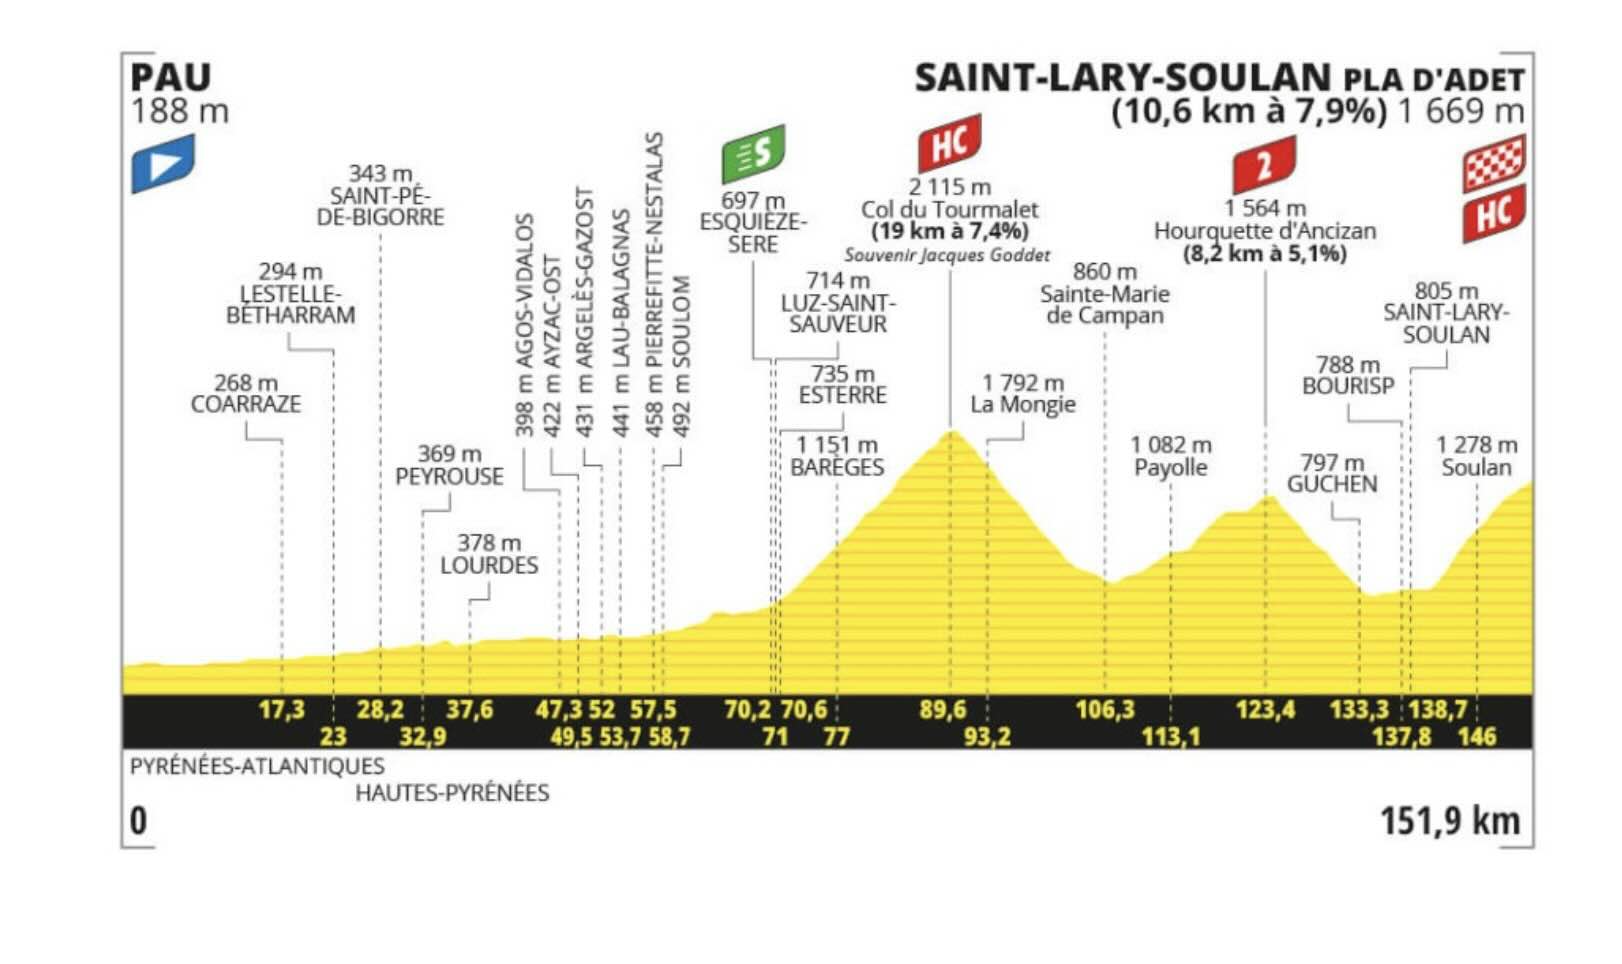 PAU
188 m
SAINT-LARY-SOULAN PLA D'ADET
(10,6 km à 7,9%) 1 669 m
268 m
COARRAZE
294 m
LESTELLE-
BÉTHARRAM
343 m
SAINT-PÉ-
DE-BIGORRE
369 m
PEYROUSE
378 m
LOURDES
398 m AGOS-VIDALOS
422 m AYZAC-OST
431 m ARGELÈS-GAZOST
441 m LAU-BALAGNAS
458 m PIERREFITTE-NESTALAS
492 m SOULOM
S
697 m
ESQUIÈZE-
SERE
714 m
LUZ-SAINT-
SAUVEUR
735 m
ESTERRE
1 151 m
BARÈGES
HC
2 115 m
Col du Tourmalet
(19 km à 7,4%)
Souvenir Jacques Goddet
1 792 m
La Mongie
860 m
Sainte-Marie
de Campan
1 082 m
Payolle
2
1 564 m
Hourquette d'Ancizan
(8,2 km à 5,1%)
797 m
GUCHEN
788 m
BOURISP
805 m
SAINT-LARY-
SOULAN
1 278 m
Soulan
HC
17,3 28,2 37,6 47,3 52 57,5 70,2 70,6 89,6 106,3 123,4 133,3 138,7
23 32,9 49,5 53,7 58,7 71 77 93,2 113,1 137,8 146
PYRÉNÉES-ATLANTIQUES
HAUTES-PYRÉNÉES
0
151,9 km